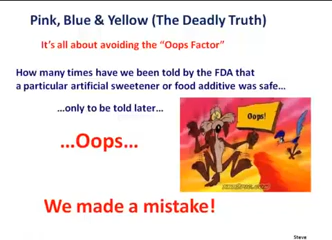 Pink, Blue & Yellow (The Deadly Truth)
It's all about avoiding the “Oops Factor”
How many times have we been told by the FDA that
a particular artificial sweetener or food additive was safe…
…only to be told later…
…Oops…
Oops!
We made a mistake!
Steve